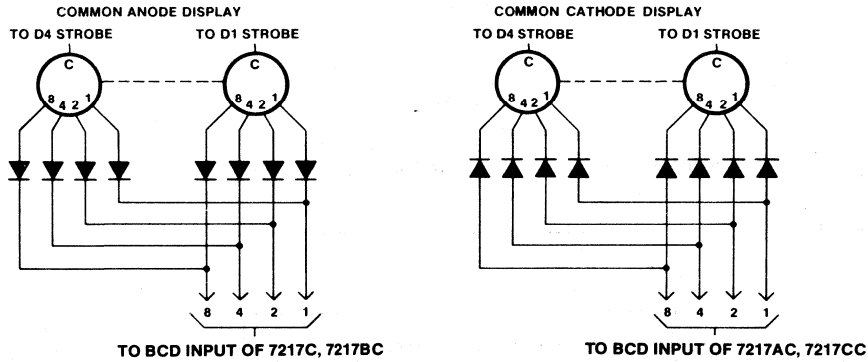 COMMON ANODE DISPLAY
TO D4 STROBE TO D1 STROBE
C C
8 4 2 1 8 4 2 1
8 4 2 1
TO BCD INPUT OF 7217C, 7217BC
COMMON CATHODE DISPLAY
TO D4 STROBE TO D1 STROBE
C C
8 4 2 1 8 4 2 1
8 4 2 1
TO BCD INPUT OF 7217AC, 7217CC